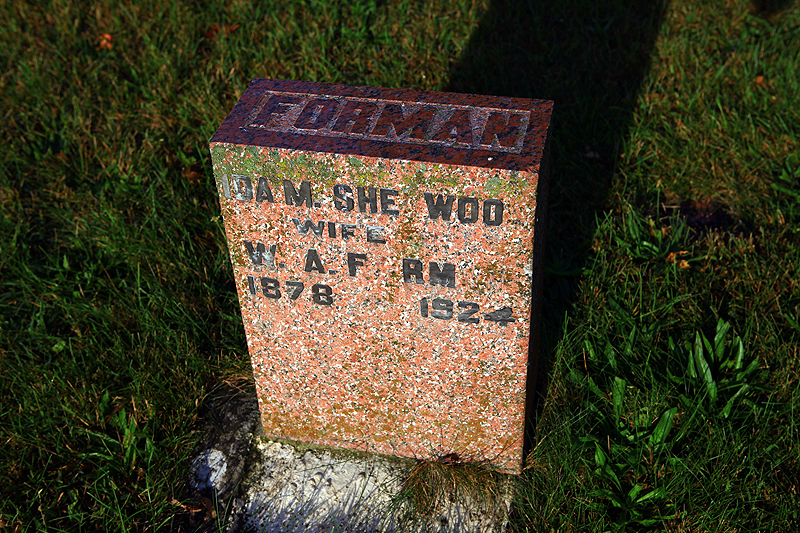 FORMAN
IDA M. SHE WOO
WIFE
W. A. F RM
1878 1924